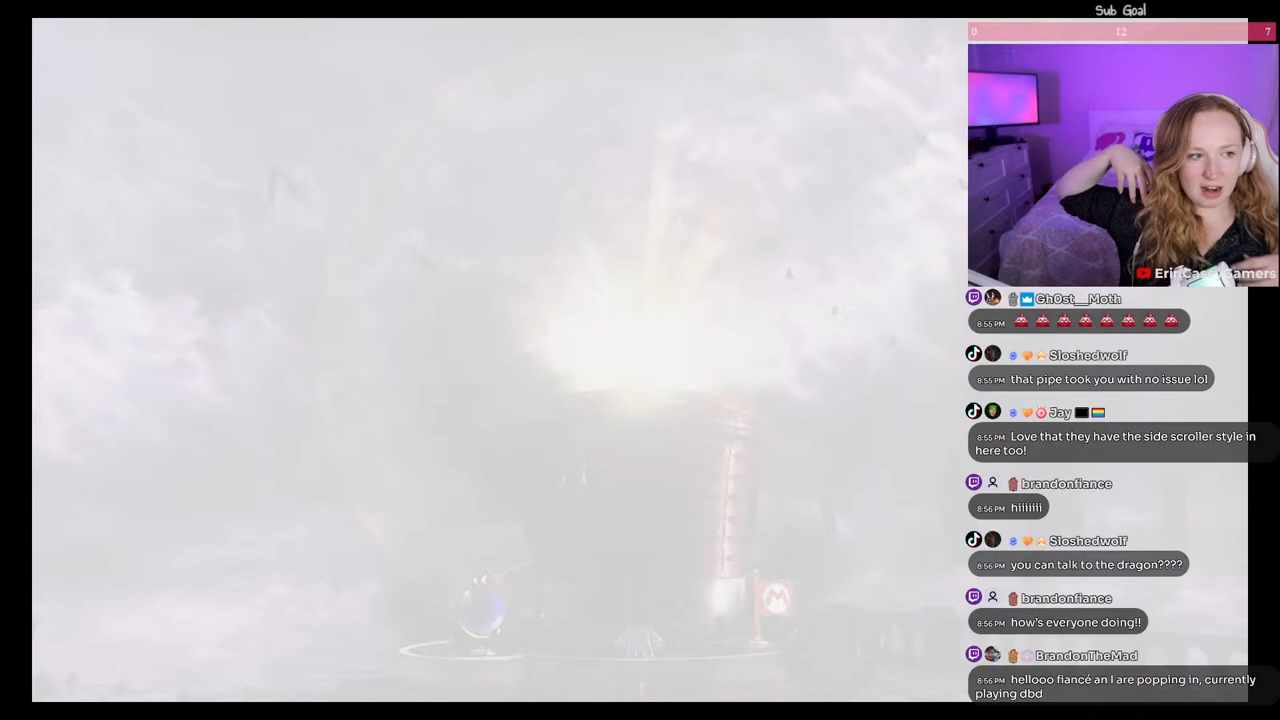 Sub Goal
0 12 7
ErinCas
Gamers
Gh0st__Moth
8:55 PM
Sloshedwolf
8:55 PM that pipe took you with no issue lol
Jay
8:55 PM Love that they have the side scroller style in
here too!
brandonfiance
8:56 PM hiiiiiii
Sloshedwolf
8:56 PM you can talk to the dragon????
brandonfiance
8:56 PM how's everyone doing!!
BrandonTheMad
8:56 PM hellooo fiancé an I are popping in, currently
playing dbd
M